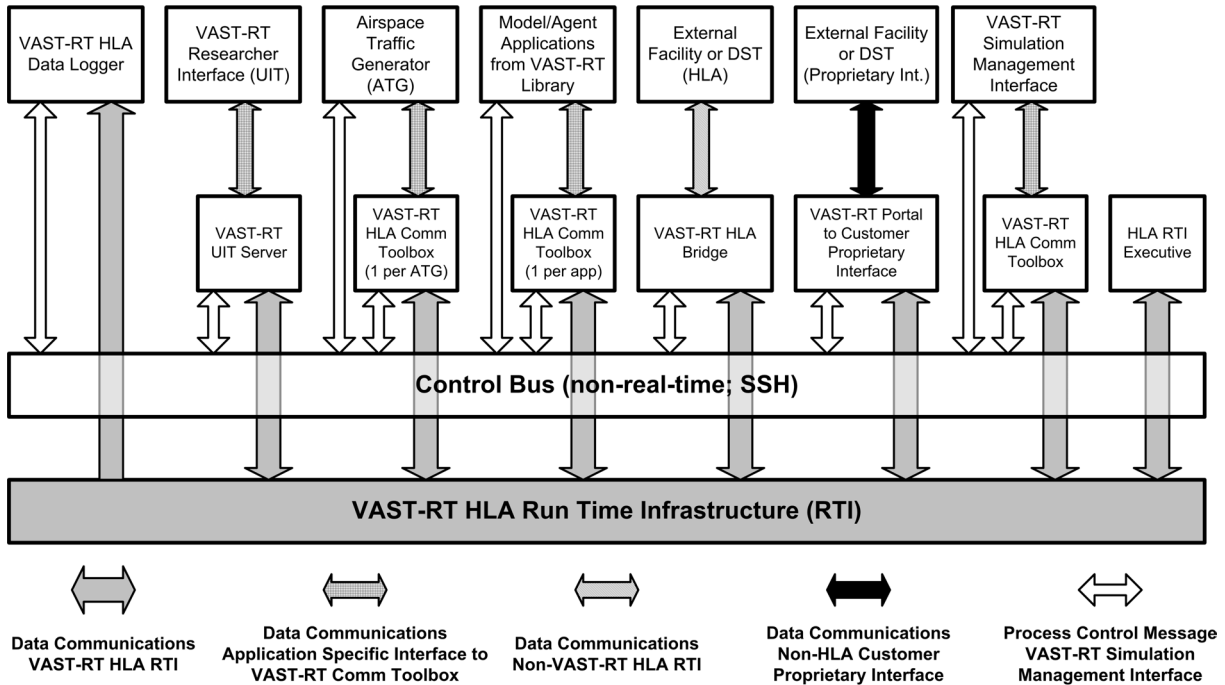 VAST-RT HLA
Data Logger
VAST-RT
Researcher
Interface (UIT)
Airspace
Traffic
Generator
(ATG)
Model/Agent
Applications
from VAST-RT
Library
External
Facility or DST
(HLA)
External Facility
or DST
(Proprietary Int.)
VAST-RT
Simulation
Management
Interface
VAST-RT
UIT Server
VAST-RT
HLA Comm
Toolbox
(1 per ATG)
VAST-RT
HLA Comm
Toolbox
(1 per app)
VAST-RT HLA
Bridge
VAST-RT Portal
to Customer
Proprietary
Interface
VAST-RT
HLA Comm
Toolbox
HLA RTI
Executive
Control Bus (non-real-time; SSH)
VAST-RT HLA Run Time Infrastructure (RTI)
Data Communications
VAST-RT HLA RTI
Data Communications
Application Specific Interface to
VAST-RT Comm Toolbox
Data Communications
Non-VAST-RT HLA RTI
Data Communications
Non-HLA Customer
Proprietary Interface
Process Control Message
VAST-RT Simulation
Management Interface